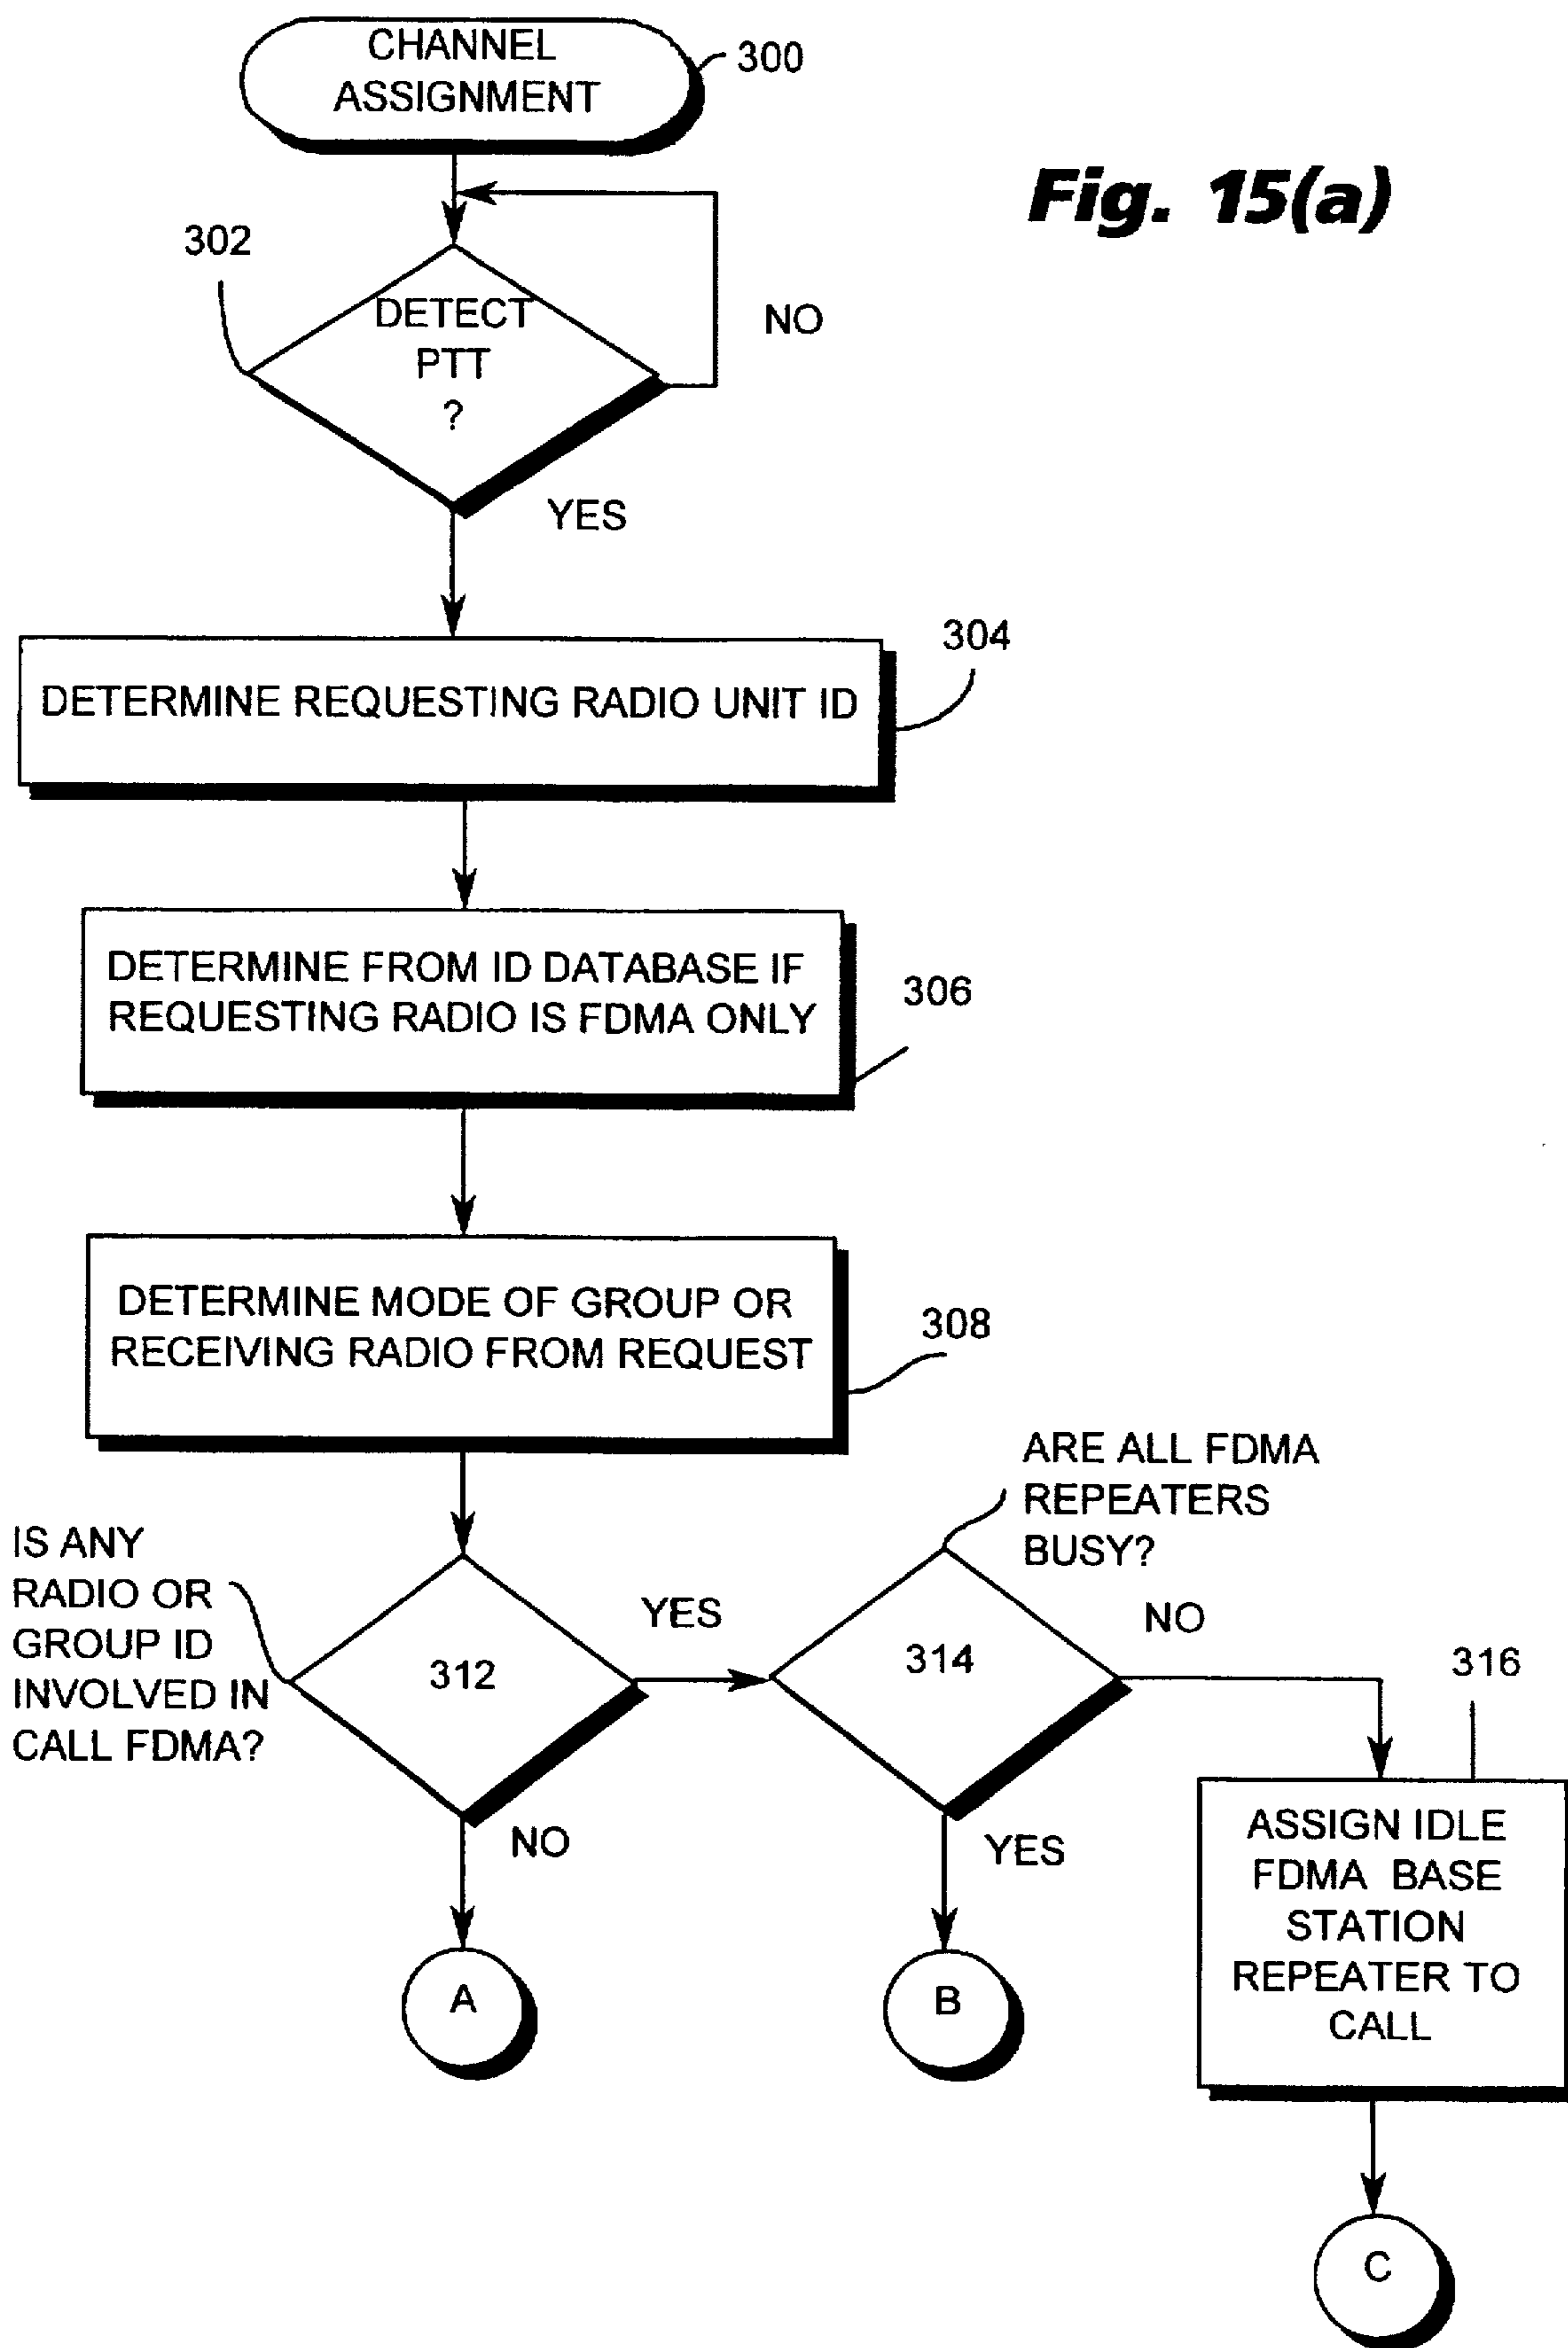 CHANNEL
ASSIGNMENT
300
Fig. 15(a)
302
DETECT
PTT
?
NO
YES
304
DETERMINE REQUESTING RADIO UNIT ID
DETERMINE FROM ID DATABASE IF
REQUESTING RADIO IS FDMA ONLY
306
DETERMINE MODE OF GROUP OR
RECEIVING RADIO FROM REQUEST
308
IS ANY
RADIO OR
GROUP ID
INVOLVED IN
CALL FDMA?
312
YES
NO
A
ARE ALL FDMA
REPEATERS
BUSY?
314
NO
YES
B
316
ASSIGN IDLE
FDMA BASE
STATION
REPEATER TO
CALL
C